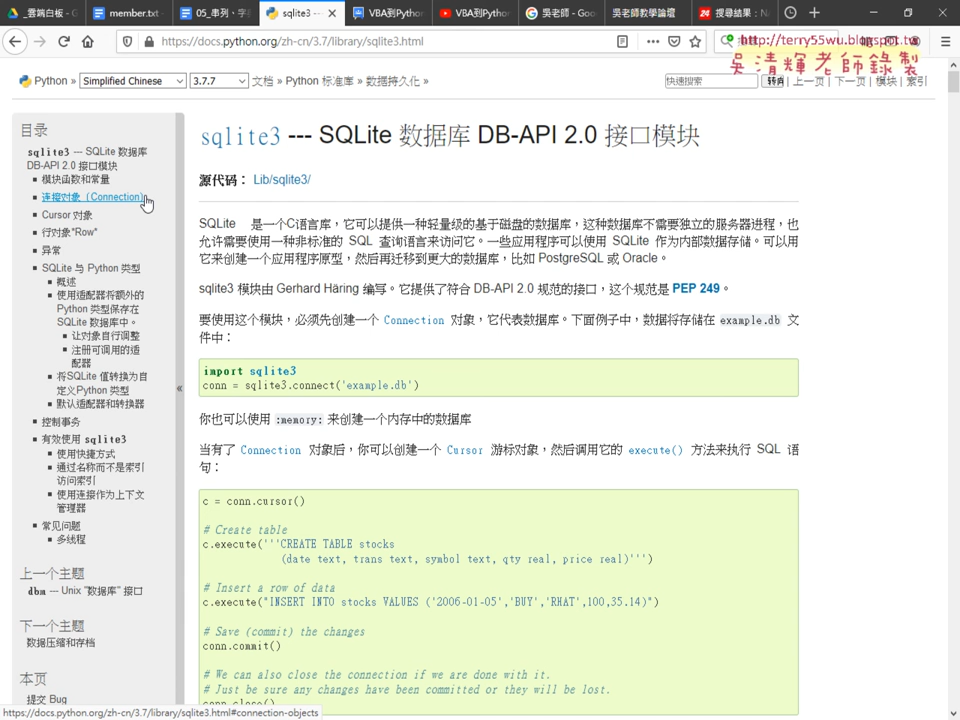 _雲端白板 - G
member.txt -
05_串列、字
sqlite3 ---
VBA到Python
VBA到Python
吳老師 - Goo
吳老師教學論壇
搜尋結果：N
https://docs.python.org/zh-cn/3.7/library/sqlite3.html
http://terry55wu.blogspot.tw
吳清輝老師錄製
Python » Simplified Chinese 3.7.7 文档 » Python 标准库 » 数据持久化 »
快速搜索 转向 | 上一页 | 下一页 | 模块 | 索引
目录
sqlite3 --- SQLite 数据库
DB-API 2.0 接口模块
模块函数和常量
连接对象（Connection）
Cursor 对象
行对象*Row*
异常
SQLite 与 Python 类型
概述
使用适配器将额外的
Python 类型保存在
SQLite 数据库中。
让对象自行调整
注册可调用的适
配器
将SQLite 值转换为自
定义Python 类型
默认适配器和转换器
控制事务
有效使用 sqlite3
使用快捷方式
通过名称而不是索引
访问索引
使用连接作为上下文
管理器
常见问题
多线程
上一个主题
dbm --- Unix "数据库" 接口
下一个主题
数据压缩和存档
本页
提交 Bug
«
sqlite3 --- SQLite 数据库 DB-API 2.0 接口模块
源代码： Lib/sqlite3/
SQLite 是一个C语言库，它可以提供一种轻量级的基于磁盘的数据库，这种数据库不需要独立的服务器进程，也
允许需要使用一种非标准的 SQL 查询语言来访问它。一些应用程序可以使用 SQLite 作为内部数据存储。可以用
它来创建一个应用程序原型，然后再迁移到更大的数据库，比如 PostgreSQL 或 Oracle。
sqlite3 模块由 Gerhard Häring 编写。它提供了符合 DB-API 2.0 规范的接口，这个规范是 PEP 249。
要使用这个模块，必须先创建一个 Connection 对象，它代表数据库。下面例子中，数据将存储在 example.db 文
件中：
import sqlite3
conn = sqlite3.connect('example.db')
你也可以使用 :memory: 来创建一个内存中的数据库
当有了 Connection 对象后，你可以创建一个 Cursor 游标对象，然后调用它的 execute() 方法来执行 SQL 语
句：
c = conn.cursor()
# Create table
c.execute('''CREATE TABLE stocks
(date text, trans text, symbol text, qty real, price real)''')
# Insert a row of data
c.execute("INSERT INTO stocks VALUES ('2006-01-05','BUY','RHAT',100,35.14)")
# Save (commit) the changes
conn.commit()
# We can also close the connection if we are done with it.
# Just be sure any changes have been committed or they will be lost.
conn.close()
https://docs.python.org/zh-cn/3.7/library/sqlite3.html#connection-objects